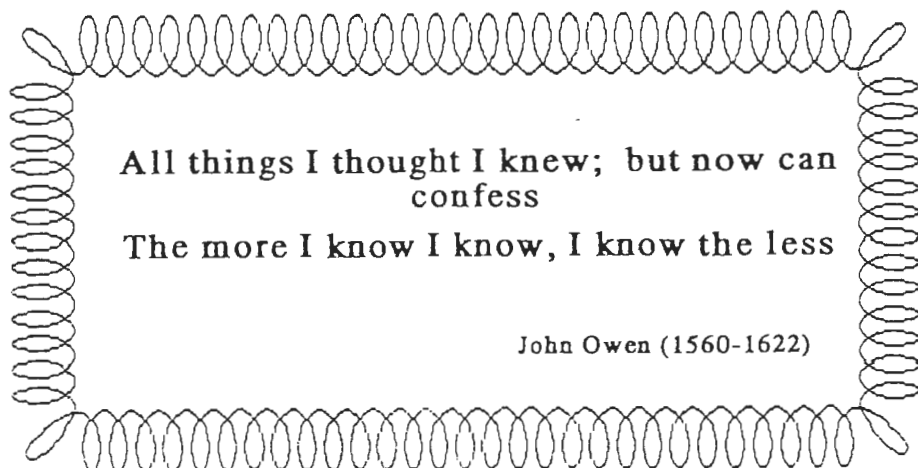 All things I thought I knew; but now can
confess
The more I know I know, I know the less
John Owen (1560-1622)